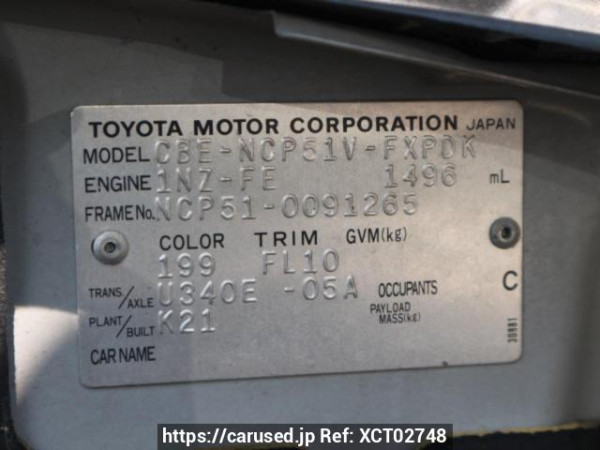 TOYOTA MOTOR CORPORATION JAPAN
MODEL CBE-NCP51V-FXPDK
ENGINE 1NZ-FE 1496 mL
FRAME No. NCP51-0091265
COLOR TRIM GVM(kg)
199 FL10
TRANS/AXLE U340E -05A OCCUPANTS C
PLANT/BUILT K21 PAYLOAD MASS(kg)
CAR NAME
30881
https://carused.jp Ref: XCT02748